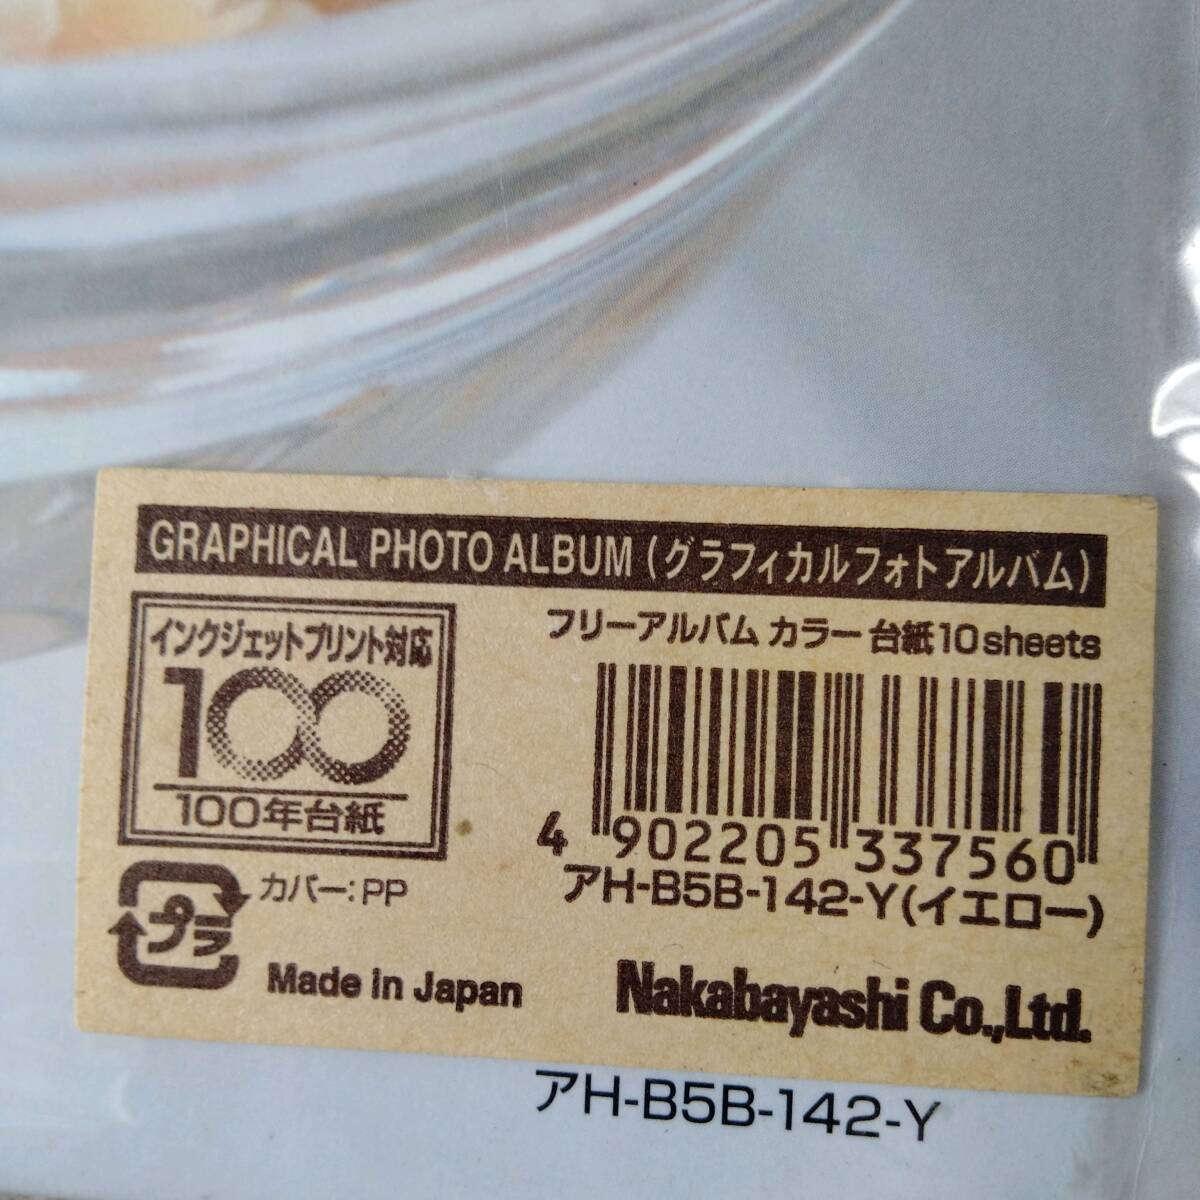 GRAPHICAL PHOTO ALBUM (グラフィカルフォトアルバム)
インクジェットプリント対応
100
100年台紙
フリーアルバム カラー台紙10sheets
4 902205 337560
アH-B5B-142-Y(イエロー)
プラ
カバー:PP
Made in Japan
Nakabayashi Co.,Ltd.
アH-B5B-142-Y